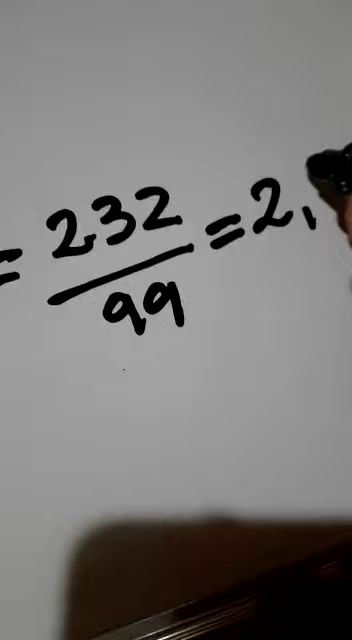 = 232/99 = 2,